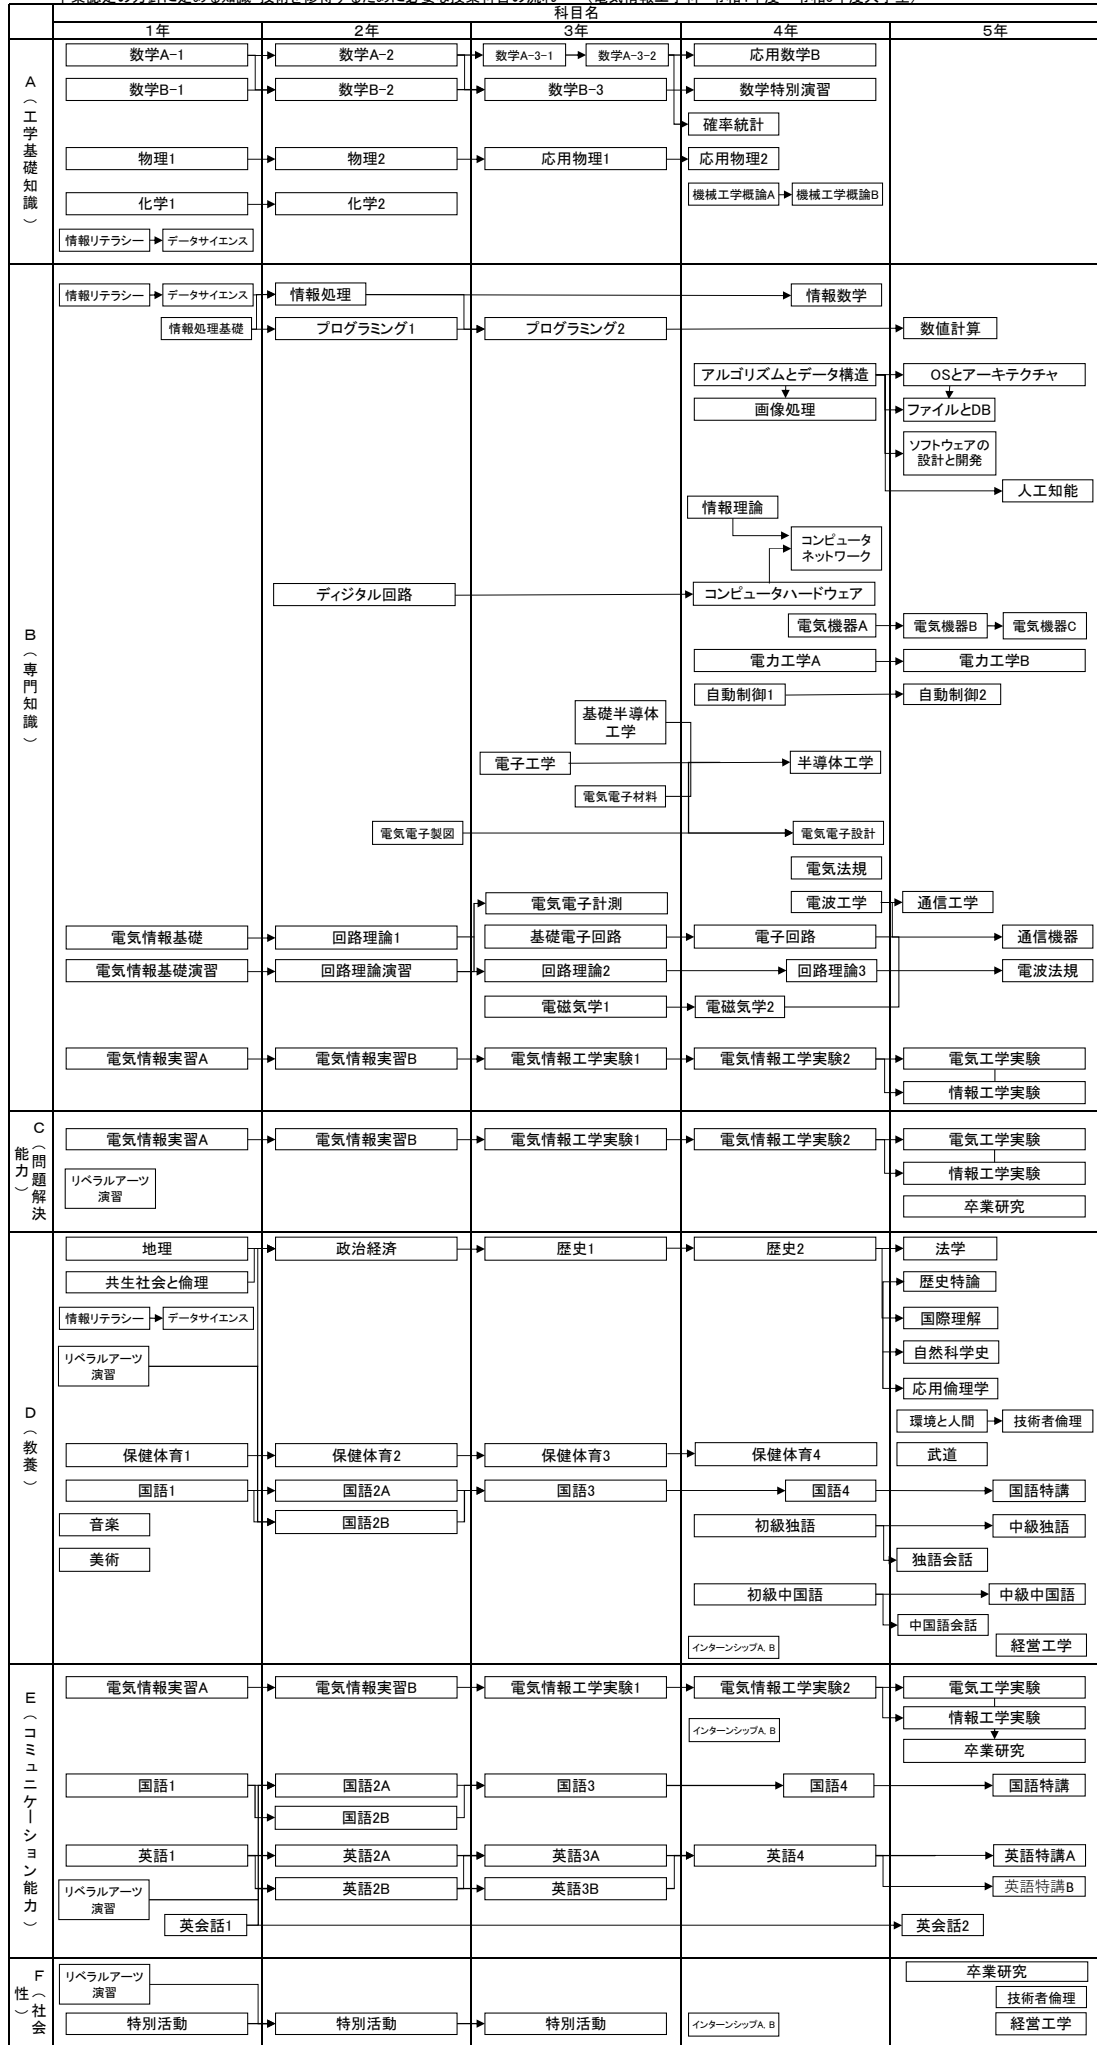 科目名
1年 2年 3年 4年 5年
A（工学基礎知識）
数学A-1 数学A-2 数学A-3-1 数学A-3-2 応用数学B
数学B-1 数学B-2 数学B-3 数学特別演習
確率統計
物理1 物理2 応用物理1 応用物理2
機械工学概論A 機械工学概論B
化学1 化学2
情報リテラシー データサイエンス
B（専門知識）
情報リテラシー データサイエンス 情報処理 情報数学
情報処理基礎 プログラミング1 プログラミング2 数値計算
アルゴリズムとデータ構造 OSとアーキテクチャ
画像処理 ファイルとDB
ソフトウェアの
設計と開発
人工知能
情報理論
コンピュータ
ネットワーク
ディジタル回路 コンピュータハードウェア
電気機器A 電気機器B 電気機器C
電力工学A 電力工学B
自動制御1 自動制御2
基礎半導体
工学
電子工学 半導体工学
電気電子材料
電気電子製図 電気電子設計
電気法規
電気電子計測 電波工学 通信工学
電気情報基礎 回路理論1 基礎電子回路 電子回路 通信機器
電気情報基礎演習 回路理論演習 回路理論2 回路理論3 電波法規
電磁気学1 電磁気学2
電気情報実習A 電気情報実習B 電気情報工学実験1 電気情報工学実験2 電気工学実験
情報工学実験
C（問題解決
能力）
電気情報実習A 電気情報実習B 電気情報工学実験1 電気情報工学実験2 電気工学実験
情報工学実験
リベラルアーツ
演習
卒業研究
D（教養）
地理 政治経済 歴史1 歴史2 法学
共生社会と倫理 歴史特論
情報リテラシー データサイエンス 国際理解
リベラルアーツ
演習
自然科学史
応用倫理学
環境と人間 技術者倫理
保健体育1 保健体育2 保健体育3 保健体育4 武道
国語1 国語2A 国語3 国語4 国語特講
音楽 国語2B 初級独語 中級独語
美術 独語会話
初級中国語 中級中国語
中国語会話
インターンシップA, B 経営工学
E（コミュニケーション能力）
電気情報実習A 電気情報実習B 電気情報工学実験1 電気情報工学実験2 電気工学実験
インターンシップA, B 情報工学実験
卒業研究
国語1 国語2A 国語3 国語4 国語特講
国語2B
英語1 英語2A 英語3A 英語4 英語特講A
リベラルアーツ
演習
英語2B 英語3B 英語特講B
英会話1 英会話2
F（社会
性）
リベラルアーツ
演習
卒業研究
技術者倫理
特別活動 特別活動 特別活動 インターンシップA, B 経営工学